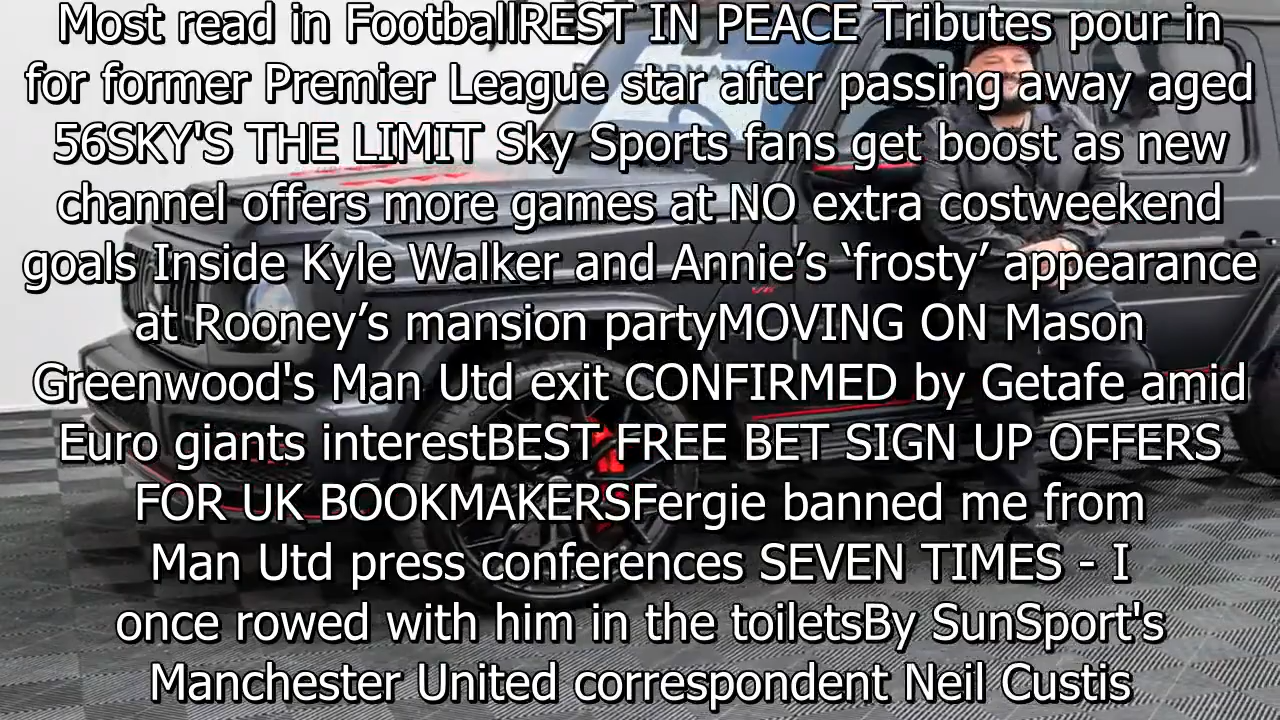 Most read in FootballREST IN PEACE Tributes pour in
for former Premier League star after passing away aged
56SKY'S THE LIMIT Sky Sports fans get boost as new
channel offers more games at NO extra costweekend
goals Inside Kyle Walker and Annie’s ‘frosty’ appearance
at Rooney’s mansion partyMOVING ON Mason
Greenwood's Man Utd exit CONFIRMED by Getafe amid
Euro giants interestBEST FREE BET SIGN UP OFFERS
FOR UK BOOKMAKERSFergie banned me from
Man Utd press conferences SEVEN TIMES - I
once rowed with him in the toiletsBy SunSport's
Manchester United correspondent Neil Custis